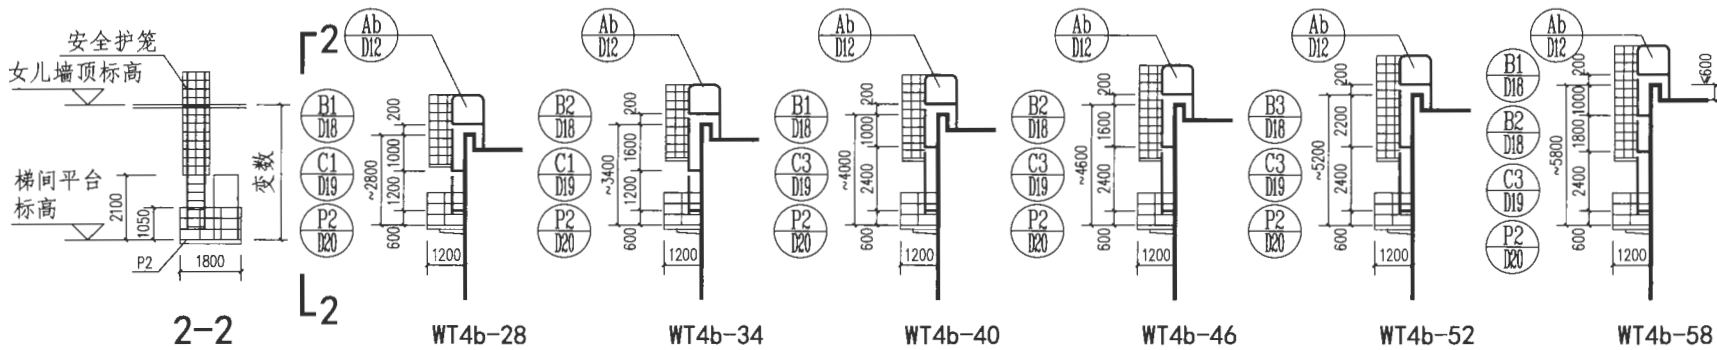 安全护笼
女儿墙顶标高
梯间平台
标高
2100
1050
变数
P2
1800
2-2
2
2
Ab
D12
B1
D18
C1
D19
P2
D20
200
1000
1200
600
~2800
1200
WT4b-28
Ab
D12
B2
D18
C1
D19
P2
D20
200
1600
1200
600
~3400
1200
WT4b-34
Ab
D12
B1
D18
C3
D19
P2
D20
200
1000
2400
600
~4000
1200
WT4b-40
Ab
D12
B2
D18
C3
D19
P2
D20
200
1600
2400
600
~4600
1200
WT4b-46
Ab
D12
B3
D18
C3
D19
P2
D20
200
2200
2400
600
~5200
1200
WT4b-52
Ab
D12
B1
D18
B2
D18
C3
D19
P2
D20
200
1000
1800
2400
600
~5800
≤600
1200
WT4b-58